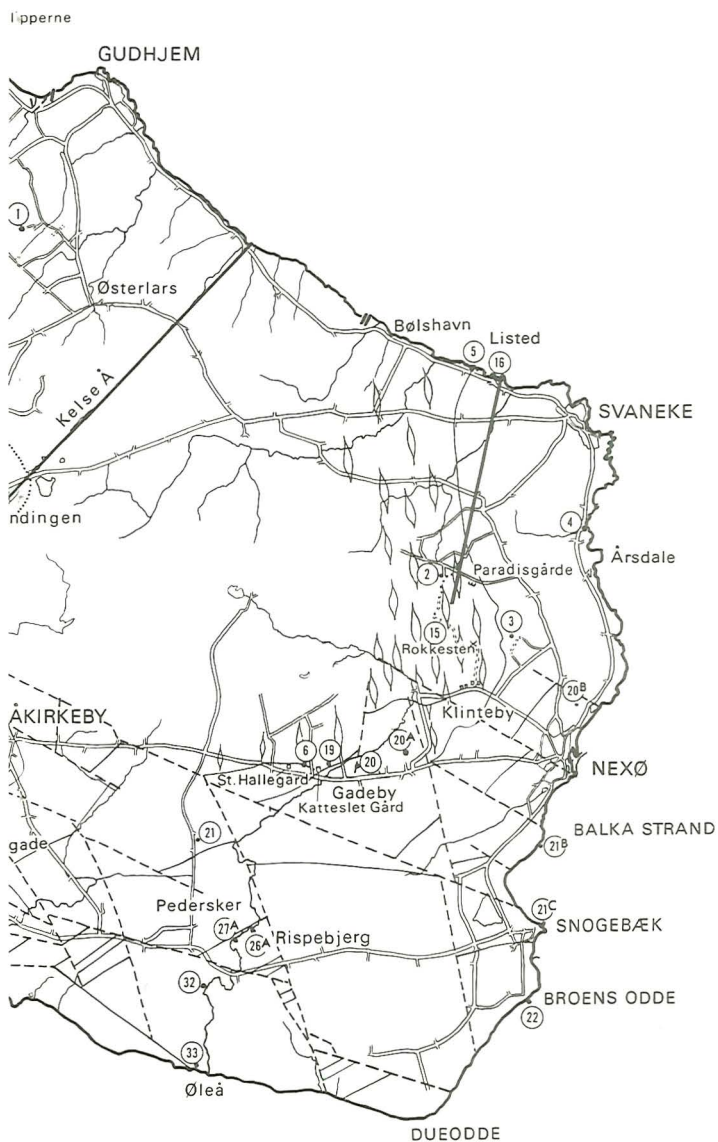 lipperne
GUDHJEM
1
Østerlars
Kelse Å
Bølshavn
Listed
5
16
SVANEKE
ndingen
4
Årsdale
2
Paradisgårde
3
15
Rokkesten
20B
Klinteby
ÅKIRKEBY
6
19
A
20
20A
NEXØ
St. Hallegård
Gadeby
Katteslet Gård
21
BALKA STRAND
21B
gade
Pedersker
21C
SNOGEBÆK
27A
26A
Rispebjerg
32
BROENS ODDE
22
33
Øleå
DUEODDE